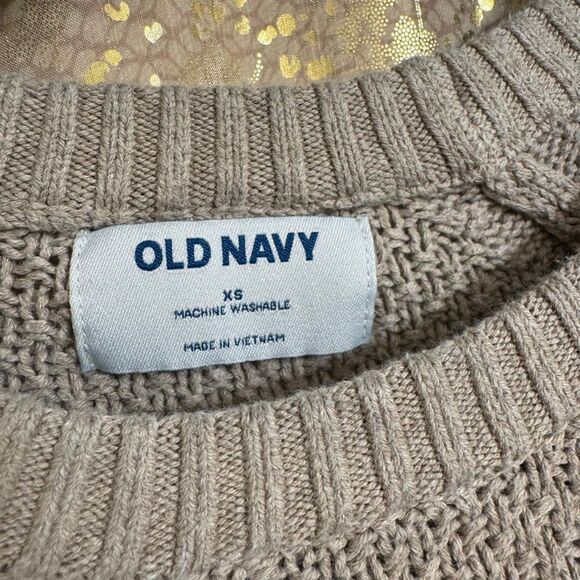 OLD NAVY
XS
MACHINE WASHABLE
MADE IN VIETNAM